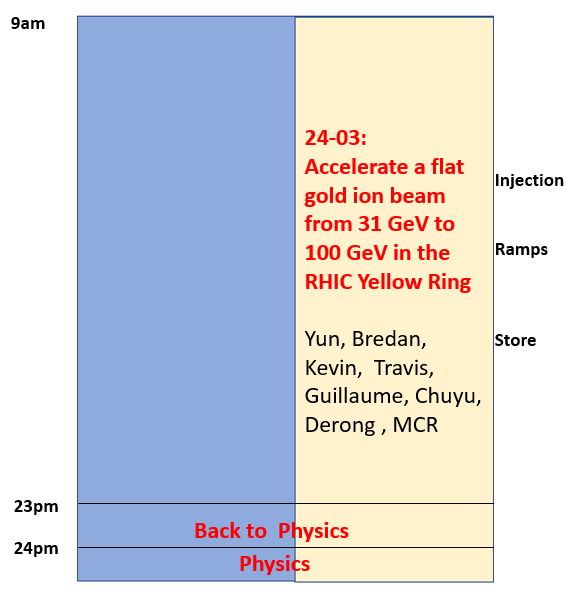 9am
24-03:
Accelerate a flat
gold ion beam
from 31 GeV to
100 GeV in the
RHIC Yellow Ring
Injection
Ramps
Store
Yun, Bredan,
Kevin,  Travis,
Guillaume, Chuyu,
Derong , MCR
23pm
Back to  Physics
24pm
Physics